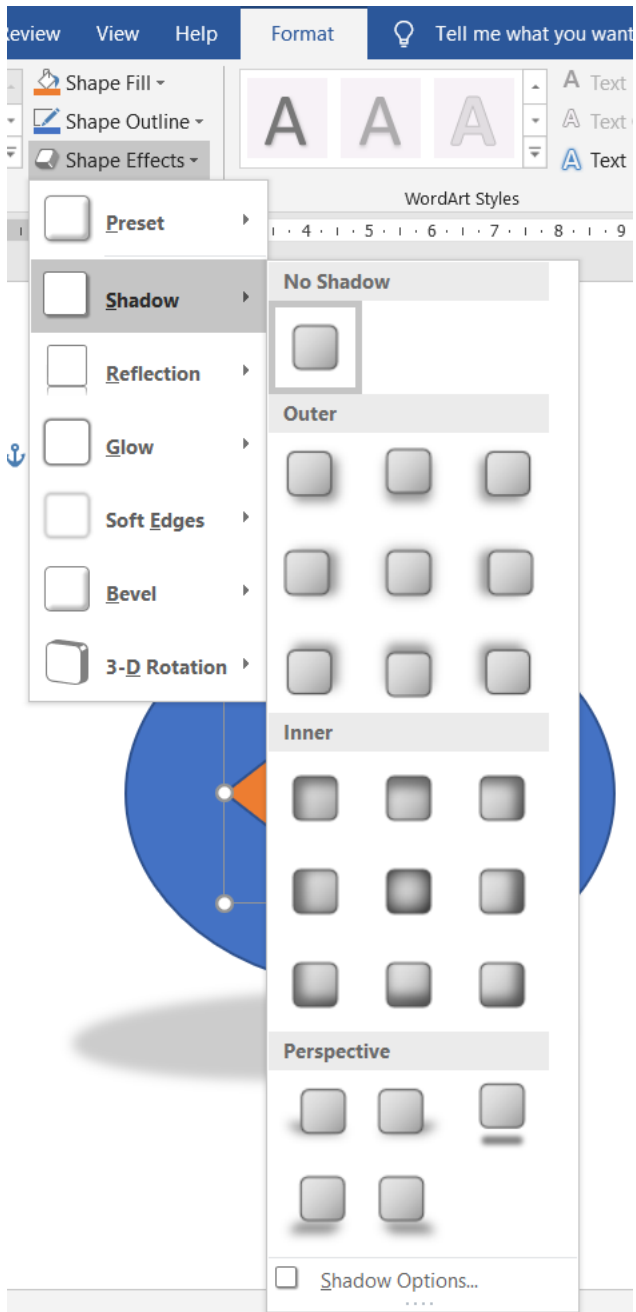 Review View Help Format Tell me what you want
Shape Fill
Shape Outline
Shape Effects
A A A
A Text
A Text
A Text
WordArt Styles
4 5 6 7 8 9
Preset
Shadow
Reflection
Glow
Soft Edges
Bevel
3-D Rotation
No Shadow
Outer
Inner
Perspective
Shadow Options...